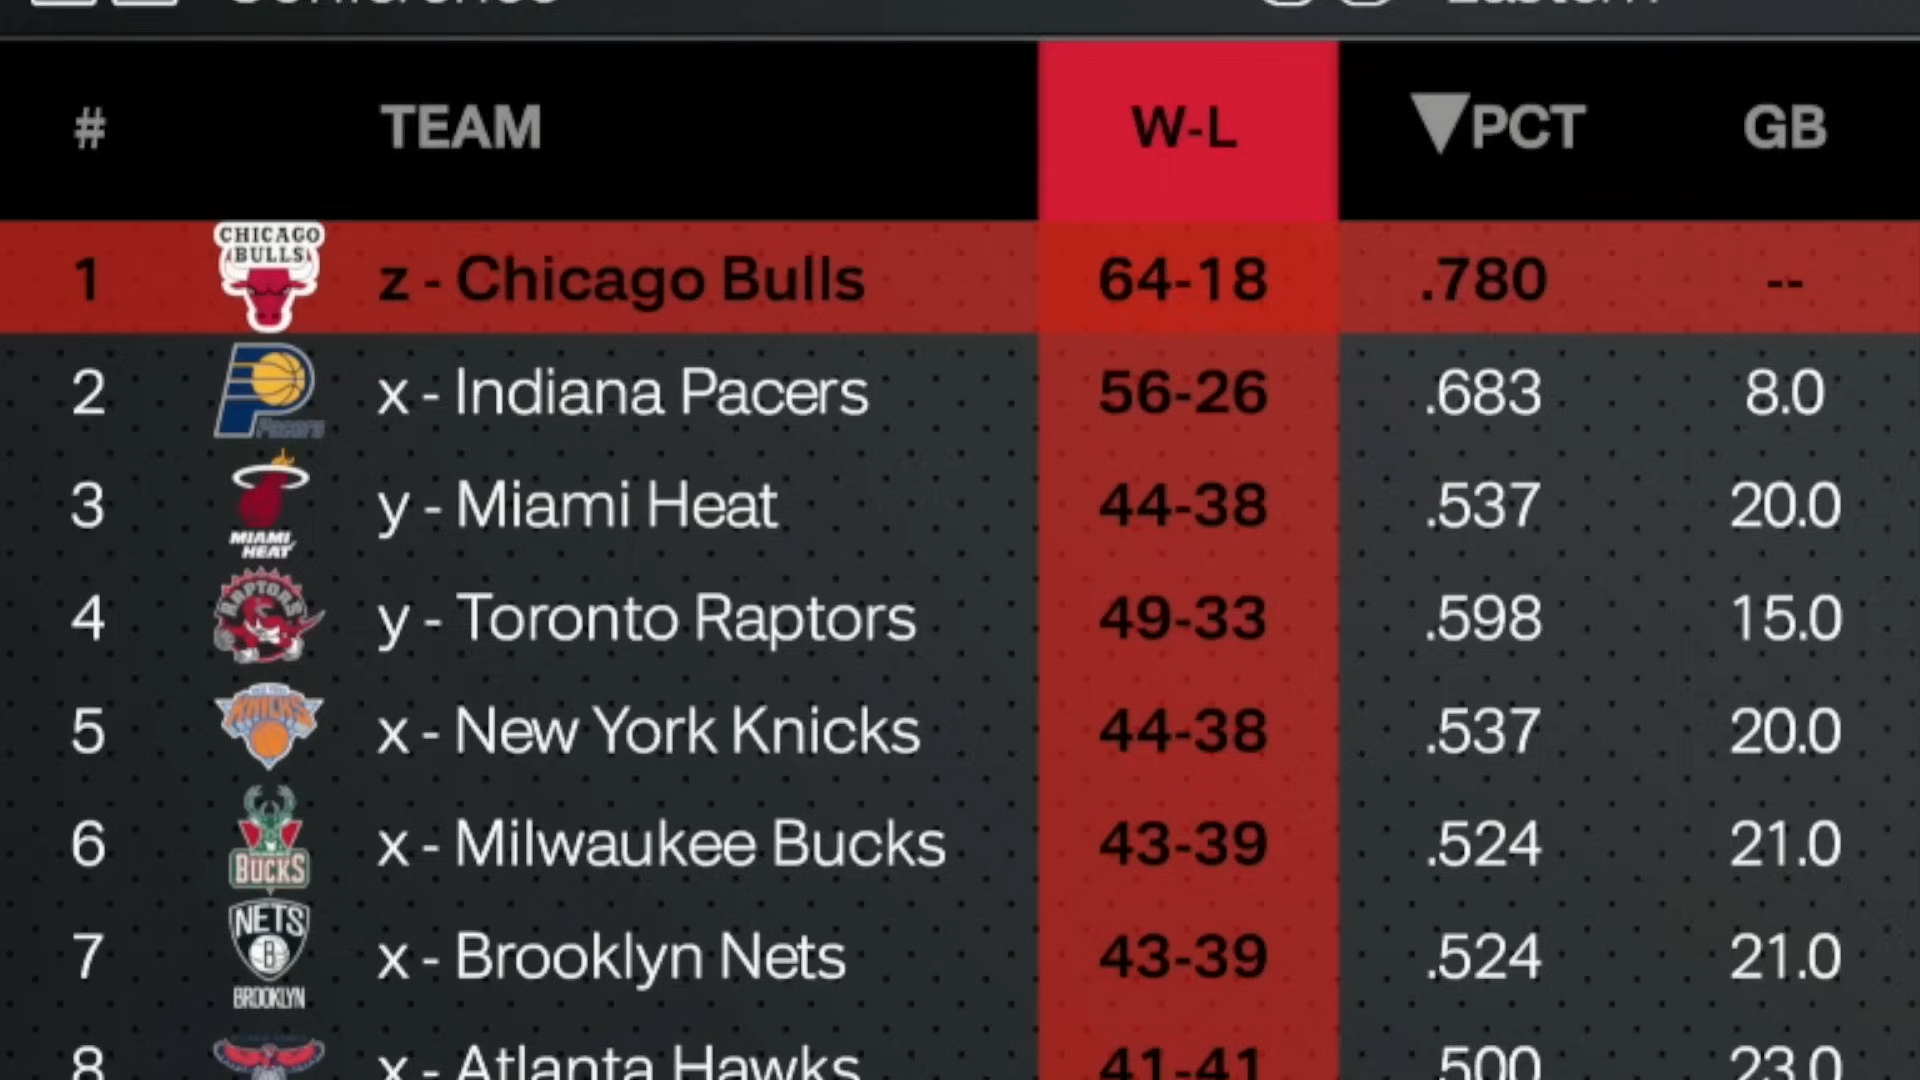 Conference Eastern
# TEAM W-L ▼PCT GB
CHICAGO
BULLS
1 z - Chicago Bulls 64-18 .780 --
2 x - Indiana Pacers 56-26 .683 8.0
Pacers
3 y - Miami Heat 44-38 .537 20.0
MIAMI
HEAT
RAPTORS
4 y - Toronto Raptors 49-33 .598 15.0
KNICKS
5 x - New York Knicks 44-38 .537 20.0
6 x - Milwaukee Bucks 43-39 .524 21.0
BUCKS
NETS
B
7 x - Brooklyn Nets 43-39 .524 21.0
BROOKLYN
8 x - Atlanta Hawks 41-41 .500 23.0